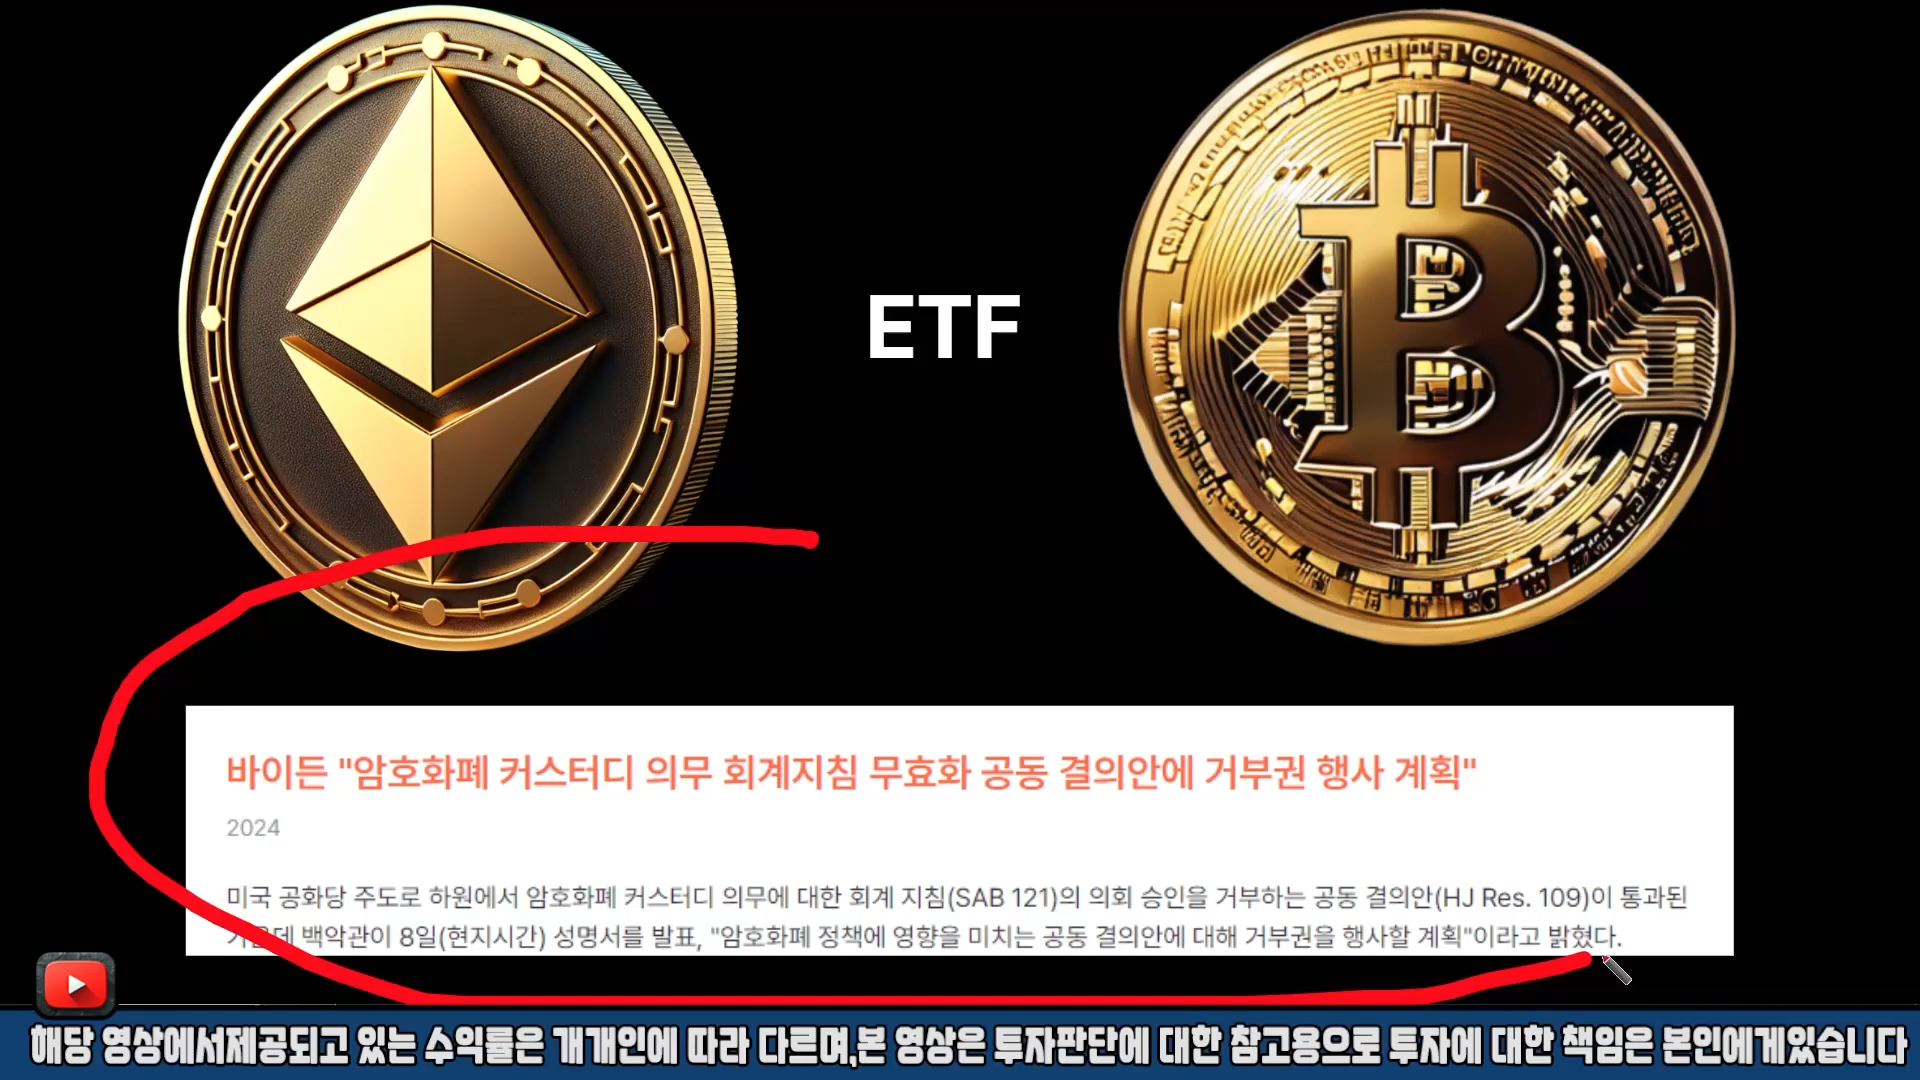 ETF
바이든 "암호화폐 커스터디 의무 회계지침 무효화 공동 결의안에 거부권 행사 계획"
2024
미국 공화당 주도로 하원에서 암호화폐 커스터디 의무에 대한 회계 지침(SAB 121)의 의회 승인을 거부하는 공동 결의안(HJ Res. 109)이 통과된
가운데 백악관이 8일(현지시간) 성명서를 발표, "암호화폐 정책에 영향을 미치는 공동 결의안에 대해 거부권을 행사할 계획"이라고 밝혔다.
해당 영상에서제공되고 있는 수익률은 개개인에 따라 다르며,본 영상은 투자판단에 대한 참고용으로 투자에 대한 책임은 본인에게있습니다